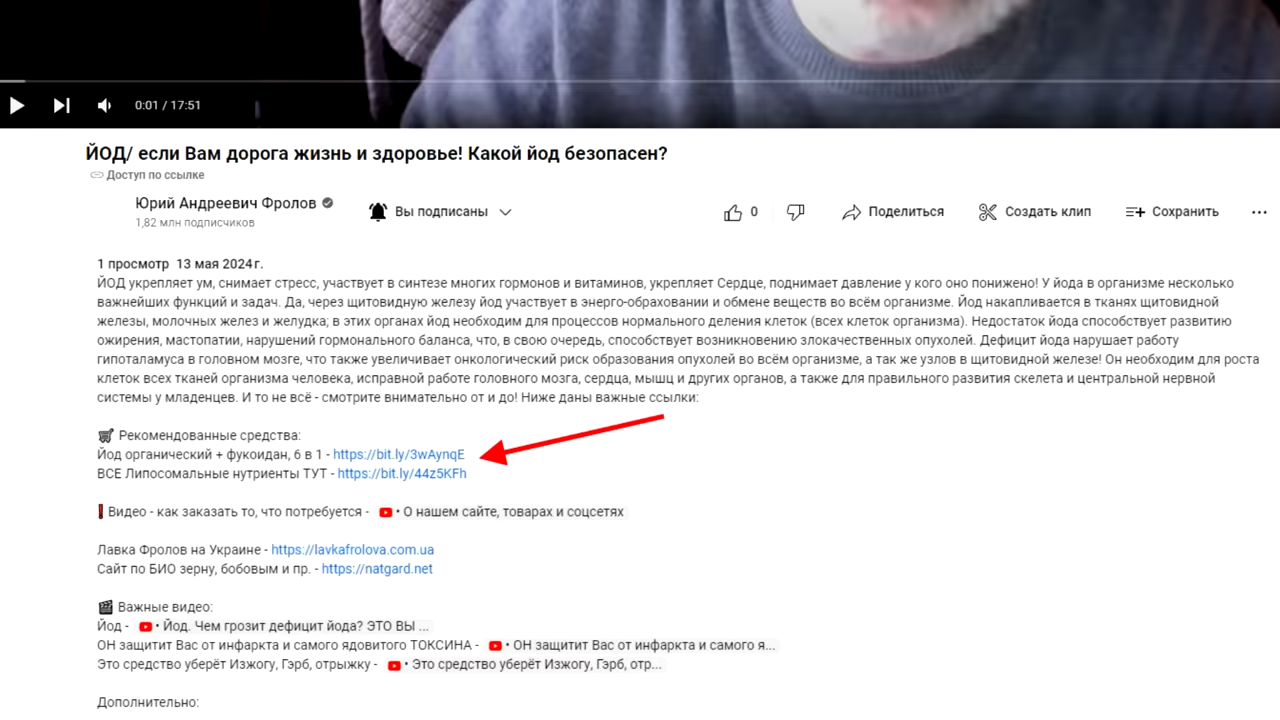 0:01 / 17:51
ЙОД/ если Вам дорога жизнь и здоровье! Какой йод безопасен?
Доступ по ссылке
Юрий Андреевич Фролов
1,82 млн подписчиков
Вы подписаны
0
Поделиться
Создать клип
Сохранить
1 просмотр 13 мая 2024 г.
ЙОД укрепляет ум, снимает стресс, участвует в синтезе многих гормонов и витаминов, укрепляет Сердце, поднимает давление у кого оно понижено! У йода в организме несколько
важнейших функций и задач. Да, через щитовидную железу йод участвует в энерго-обраховании и обмене веществ во всём организме. Йод накапливается в тканях щитовидной
железы, молочных желез и желудка; в этих органах йод необходим для процессов нормального деления клеток (всех клеток организма). Недостаток йода способствует развитию
ожирения, мастопатии, нарушений гормонального баланса, что, в свою очередь, способствует возникновению злокачественных опухолей. Дефицит йода нарушает работу
гипоталамуса в головном мозге, что также увеличивает онкологический риск образования опухолей во всём организме, а так же узлов в щитовидной железе! Он необходим для роста
клеток всех тканей организма человека, исправной работе головного мозга, сердца, мышц и других органов, а также для правильного развития скелета и центральной нервной
системы у младенцев. И то не всё - смотрите внимательно от и до! Ниже даны важные ссылки:
Рекомендованные средства:
Йод органический + фукоидан, 6 в 1 - https://bit.ly/3wAynqE
ВСЕ Липосомальные нутриенты ТУТ - https://bit.ly/44z5KFh
Видео - как заказать то, что потребуется - • О нашем сайте, товарах и соцсетях
Лавка Фролов на Украине - https://lavkafrolova.com.ua
Сайт по БИО зерну, бобовым и пр. - https://natgard.net
Важные видео:
Йод - • Йод. Чем грозит дефицит йода? ЭТО ВЫ ...
ОН защитит Вас от инфаркта и самого ядовитого ТОКСИНА - • ОН защитит Вас от инфаркта и самого я...
Это средство уберёт Изжогу, Гэрб, отрыжку - • Это средство уберёт Изжогу, Гэрб, отр...
Дополнительно: